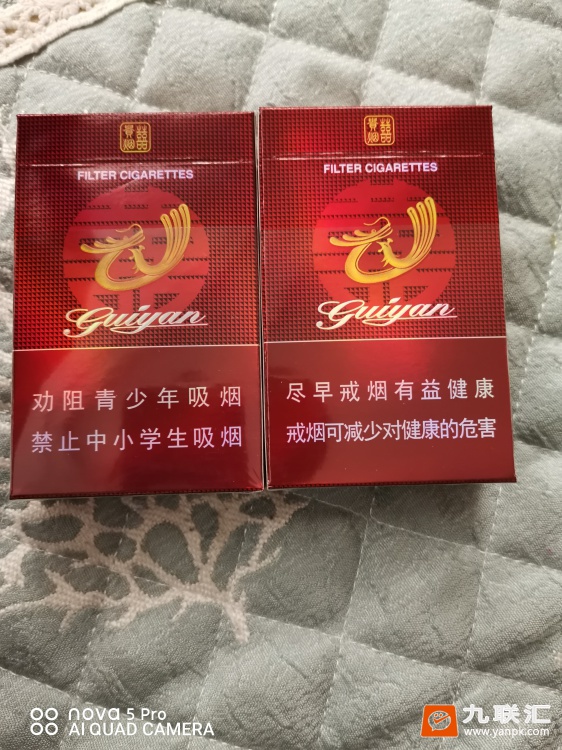 FILTER CIGARETTES
Guiyan
劝阻青少年吸烟
禁止中小学生吸烟
FILTER CIGARETTES
Guiyan
尽早戒烟有益健康
戒烟可减少对健康的危害
nova 5 Pro
AI QUAD CAMERA
九联汇
www.yanpk.com